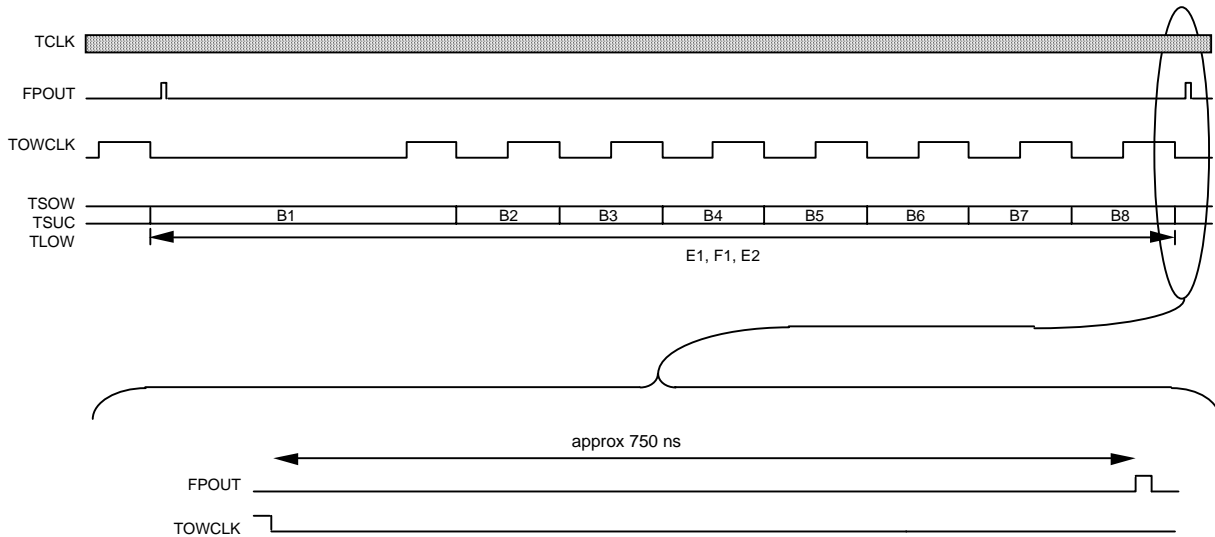 TCLK
FPOUT
TOWCLK
TSOW
TSUC
TLOW
B1 B2 B3 B4 B5 B6 B7 B8
E1, F1, E2
approx 750 ns
FPOUT
TOWCLK